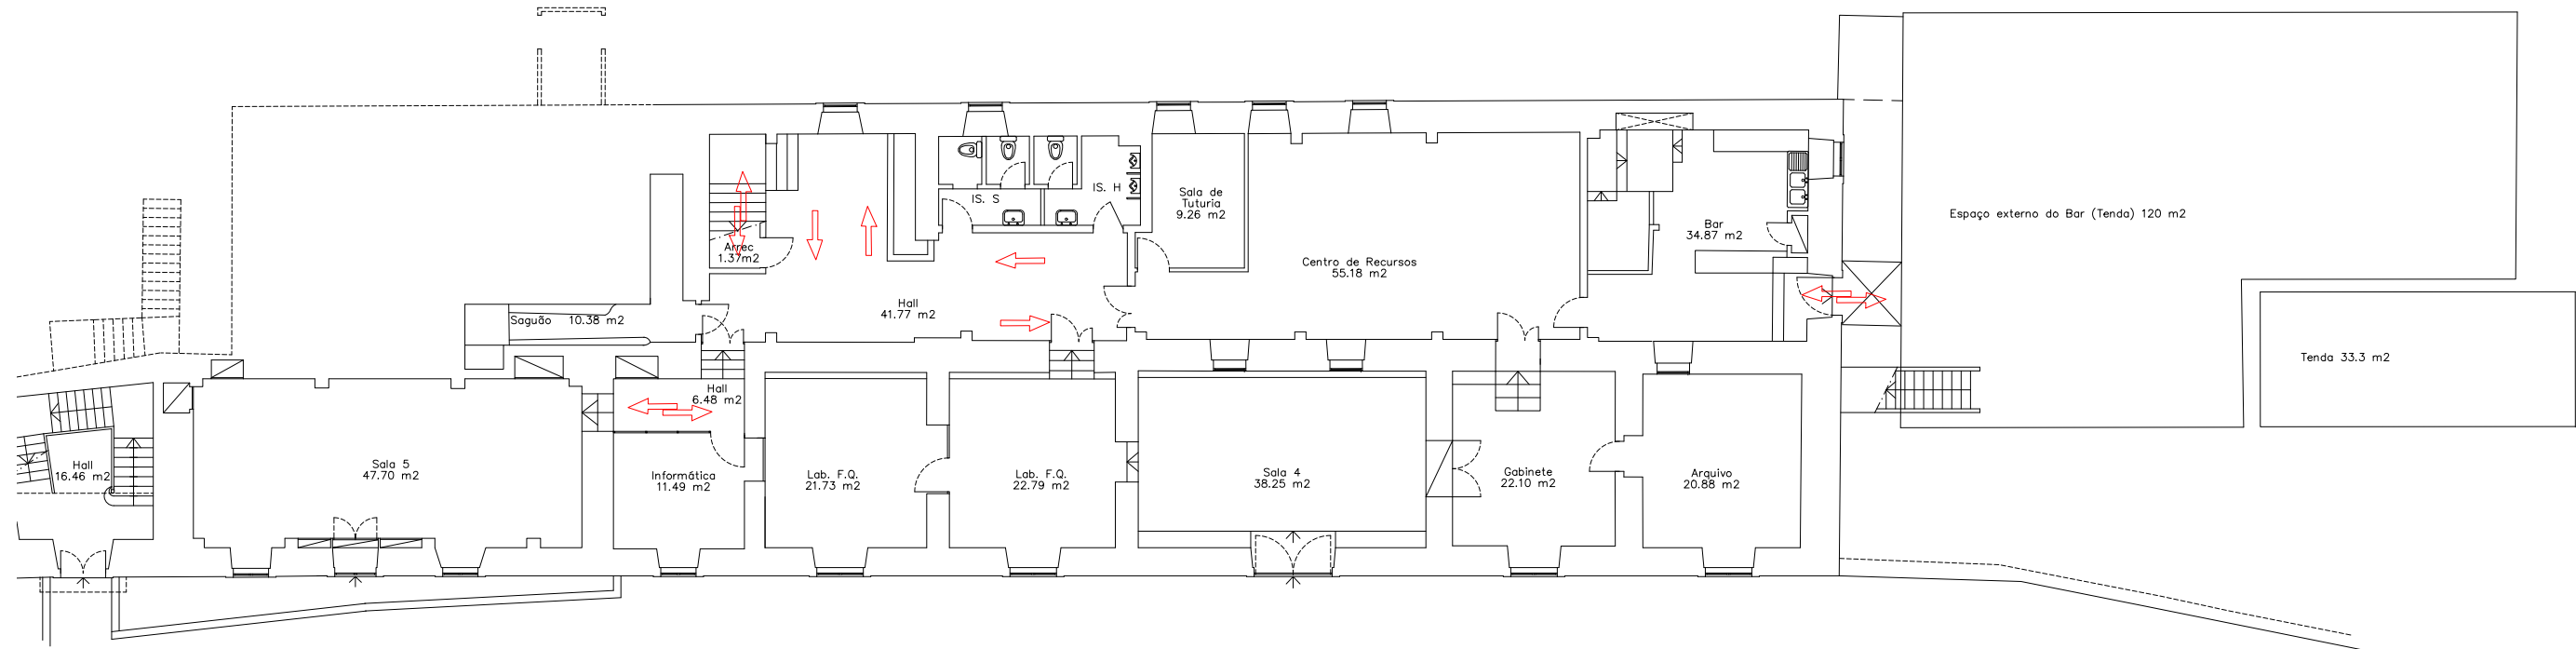 IS. S
IS. H
Sala de
Tuturia
9.26 m2
Espaço externo do Bar (Tenda) 120 m2
Bar
34.87 m2
Arrec
1.37m2
Centro de Recursos
55.18 m2
Hall
41.77 m2
Saguão 10.38 m2
Tenda 33.3 m2
Hall
6.48 m2
Hall
16.46 m2
Sala 5
47.70 m2
Informática
11.49 m2
Lab. F.Q.
21.73 m2
Lab. F.Q.
22.79 m2
Sala 4
38.25 m2
Gabinete
22.10 m2
Arquivo
20.88 m2